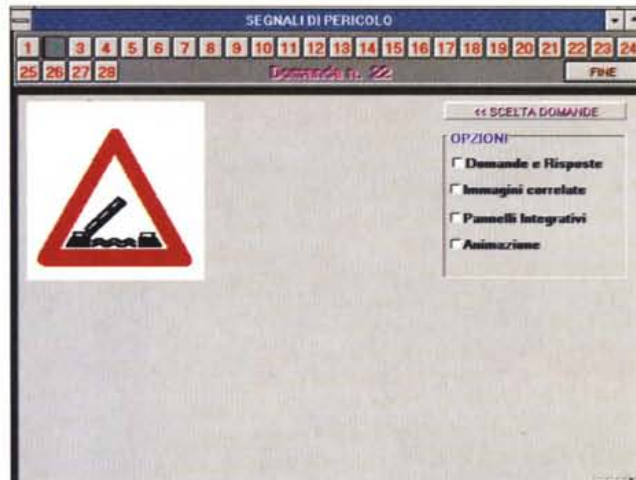 SEGNALI DI PERICOLO
1 3 4 5 6 7 8 9 10 11 12 13 14 15 16 17 18 19 20 21 22 23 24
25 26 27 28 Domanda n. 22 FINE
<< SCELTA DOMANDE
OPZIONI
Domande e Risposte
Immagini correlate
Pannelli Integrativi
Animazione